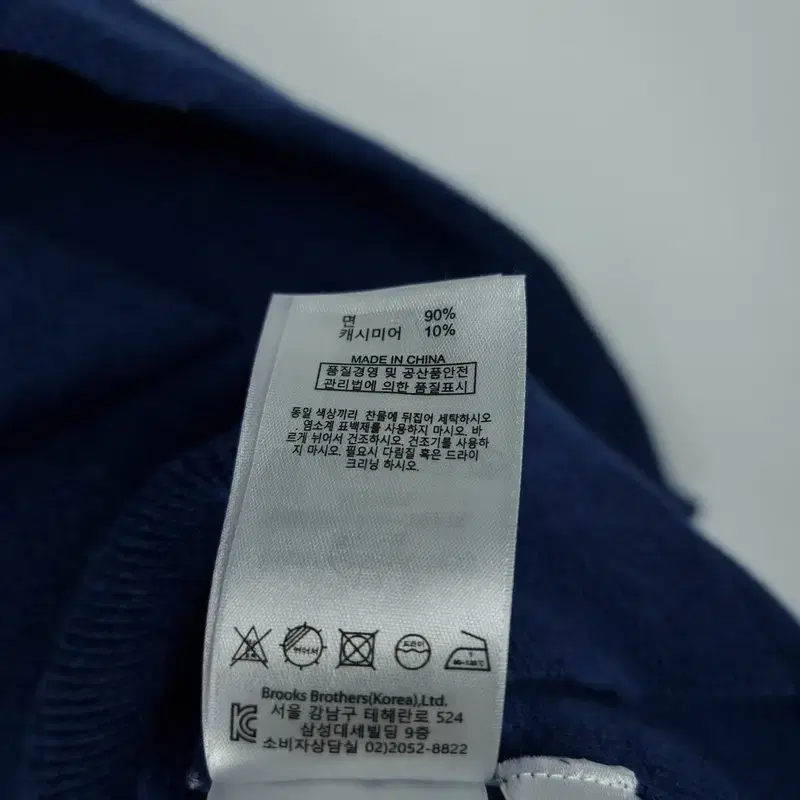 면 90%
캐시미어 10%
MADE IN CHINA
품질경영 및 공산품안전
관리법에 의한 품질표시
동일 색상끼리 찬물에 뒤집어 세탁하시오
. 염소계 표백제를 사용하지 마시오. 바
르게 뉘어서 건조하시오. 건조기를 사용하
지 마시오. 필요시 다림질 혹은 드라이
크리닝 하시오.
뉘어서 드라이
Brooks Brothers(Korea),Ltd.
서울 강남구 테헤란로 524
삼성대세빌딩 9층
소비자상담실 02)2052-8822